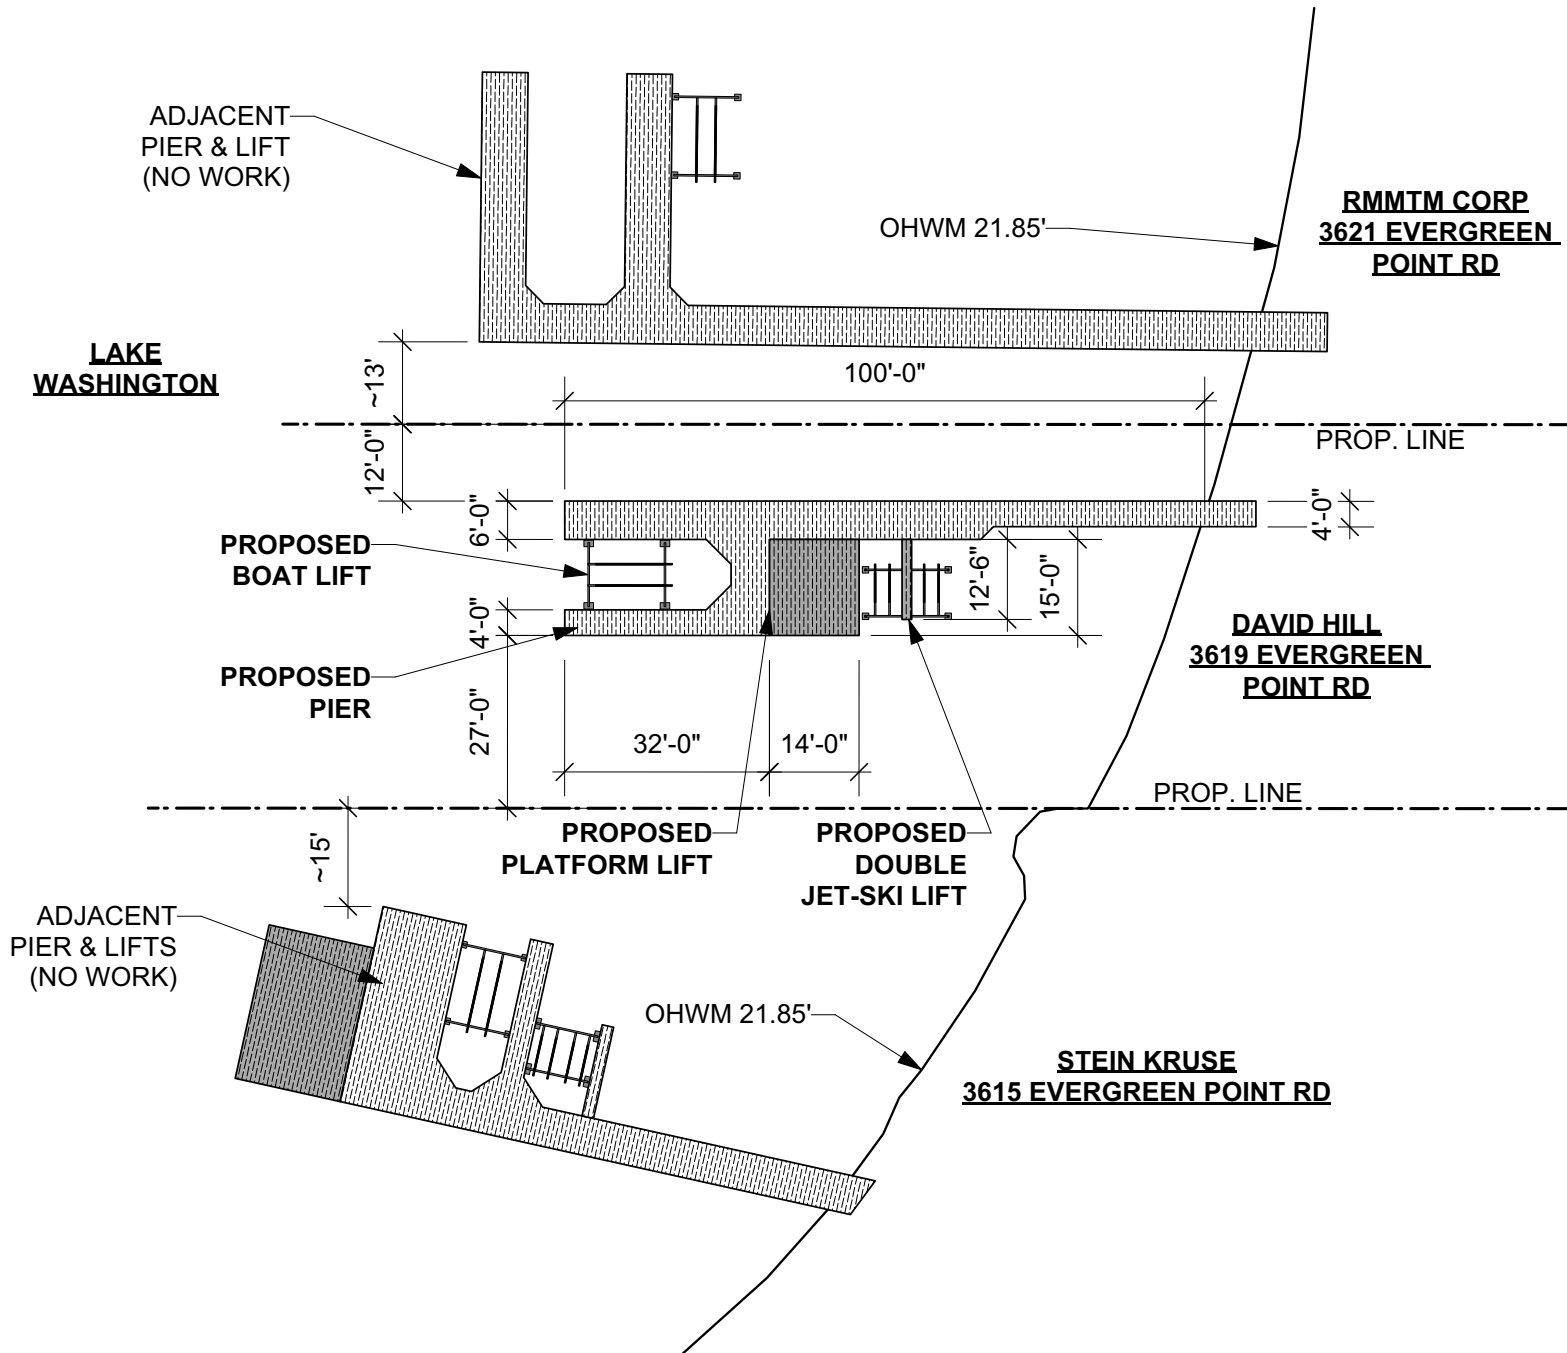 ADJACENT
PIER & LIFT
(NO WORK)
OHWM 21.85'
RMMTM CORP
3621 EVERGREEN
POINT RD
LAKE
WASHINGTON
~13'
100'-0"
PROP. LINE
12'-0"
6'-0"
4'-0"
PROPOSED
BOAT LIFT
12'-6"
15'-0"
4'-0"
DAVID HILL
3619 EVERGREEN
POINT RD
PROPOSED
PIER
27'-0"
32'-0"
14'-0"
PROP. LINE
PROPOSED
PLATFORM LIFT
PROPOSED
DOUBLE
JET-SKI LIFT
~15'
ADJACENT
PIER & LIFTS
(NO WORK)
OHWM 21.85'
STEIN KRUSE
3615 EVERGREEN POINT RD